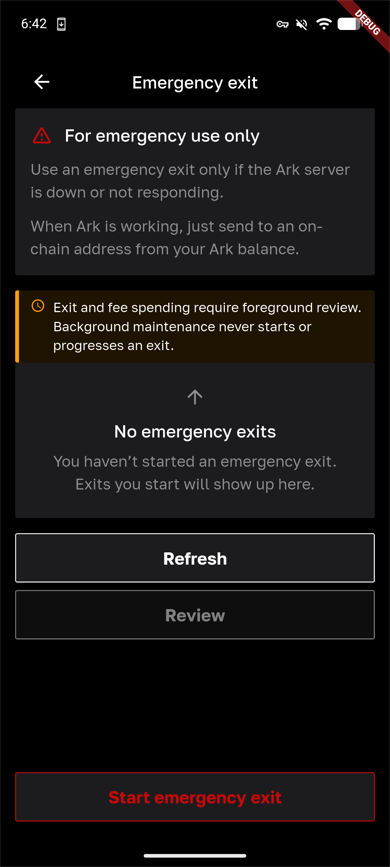 6:42
DEBUG
Emergency exit
For emergency use only
Use an emergency exit only if the Ark server
is down or not responding.
When Ark is working, just send to an on-
chain address from your Ark balance.
Exit and fee spending require foreground review.
Background maintenance never starts or
progresses an exit.
No emergency exits
You haven’t started an emergency exit.
Exits you start will show up here.
Refresh
Review
Start emergency exit